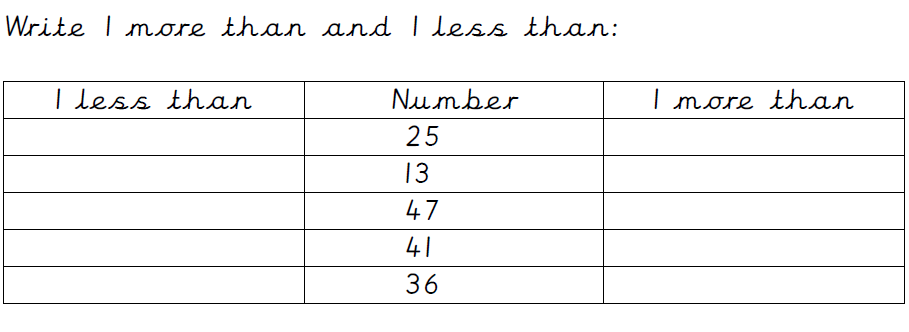 Write 1 more than and 1 less than:
1 less than Number 1 more than
25
13
47
41
36